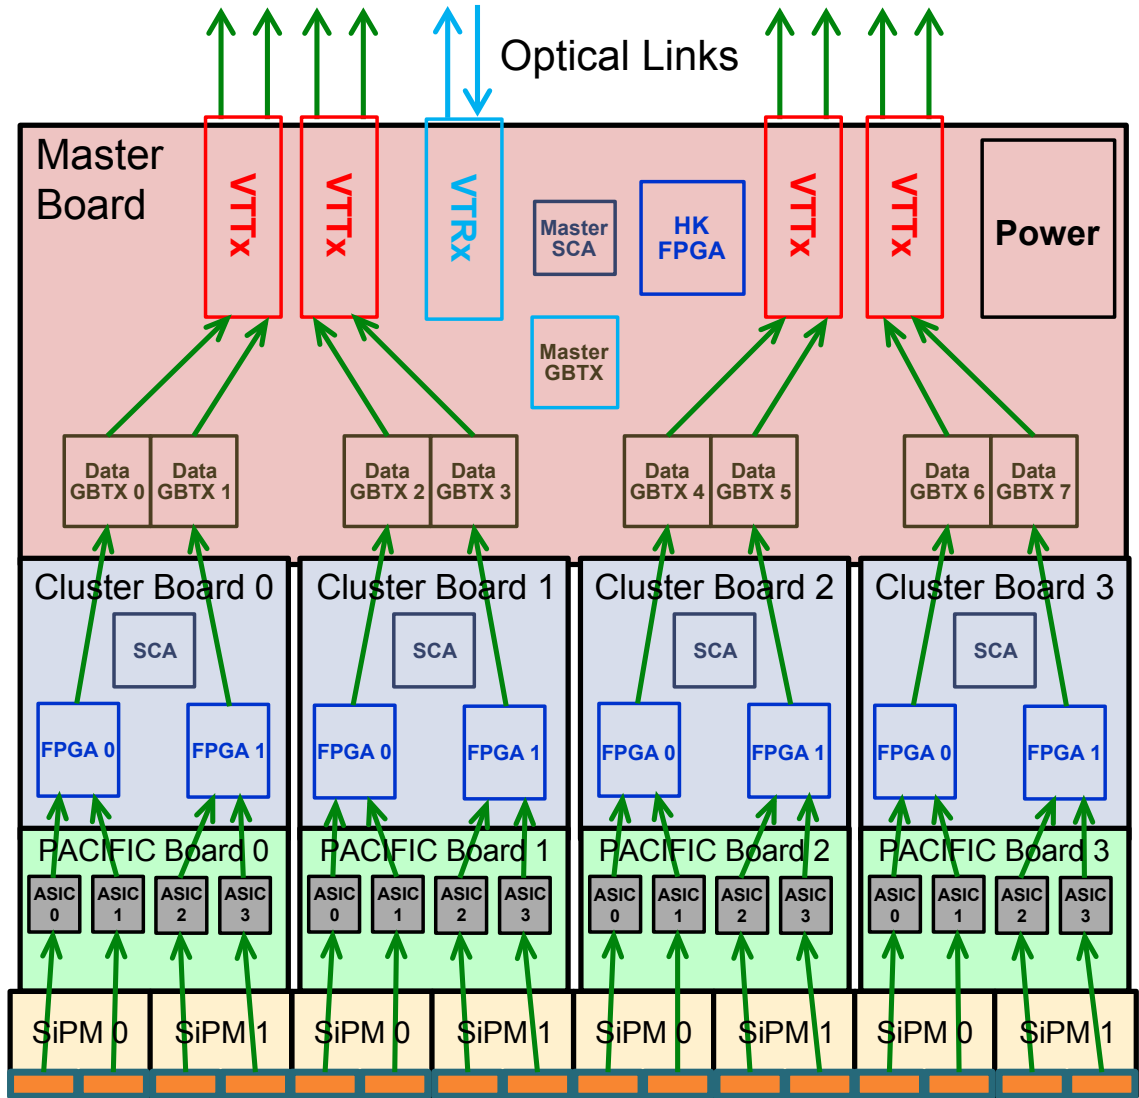 Optical Links
Master
Board
VTTx
VTTx
VTRx
Master
SCA
HK
FPGA
VTTx
VTTx
Power
Master
GBTX
Data
GBTX 0
Data
GBTX 1
Data
GBTX 2
Data
GBTX 3
Data
GBTX 4
Data
GBTX 5
Data
GBTX 6
Data
GBTX 7
Cluster Board 0
Cluster Board 1
Cluster Board 2
Cluster Board 3
SCA
SCA
SCA
SCA
FPGA 0
FPGA 1
FPGA 0
FPGA 1
FPGA 0
FPGA 1
FPGA 0
FPGA 1
PACIFIC Board 0
PACIFIC Board 1
PACIFIC Board 2
PACIFIC Board 3
ASIC
0
ASIC
1
ASIC
2
ASIC
3
ASIC
0
ASIC
1
ASIC
2
ASIC
3
ASIC
0
ASIC
1
ASIC
2
ASIC
3
ASIC
0
ASIC
1
ASIC
2
ASIC
3
SiPM 0
SiPM 1
SiPM 0
SiPM 1
SiPM 0
SiPM 1
SiPM 0
SiPM 1